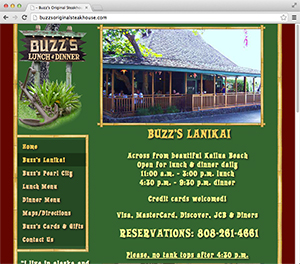 - Buzz's Original Steakhouse
buzzsoriginalsteakhouse.com
BUZZ'S
LUNCH & DINNER
Home
Buzz's Lanikai
Buzz's Pearl City
Lunch Menu
Dinner Menu
Maps/Directions
Buzz's Cards & Gifts
Contact Us
"I live in alaska and
BUZZ'S LANIKAI
Across from beautiful Kailua Beach
Open for lunch & dinner daily
11:00 a.m. - 3:00 p.m. lunch
4:30 p.m. - 9:30 p.m. dinner
Credit cards welcomed!
Visa, MasterCard, Discover, JCB & Diners
RESERVATIONS: 808-261-4661
Please, no tank tops after 4:30 p.m.